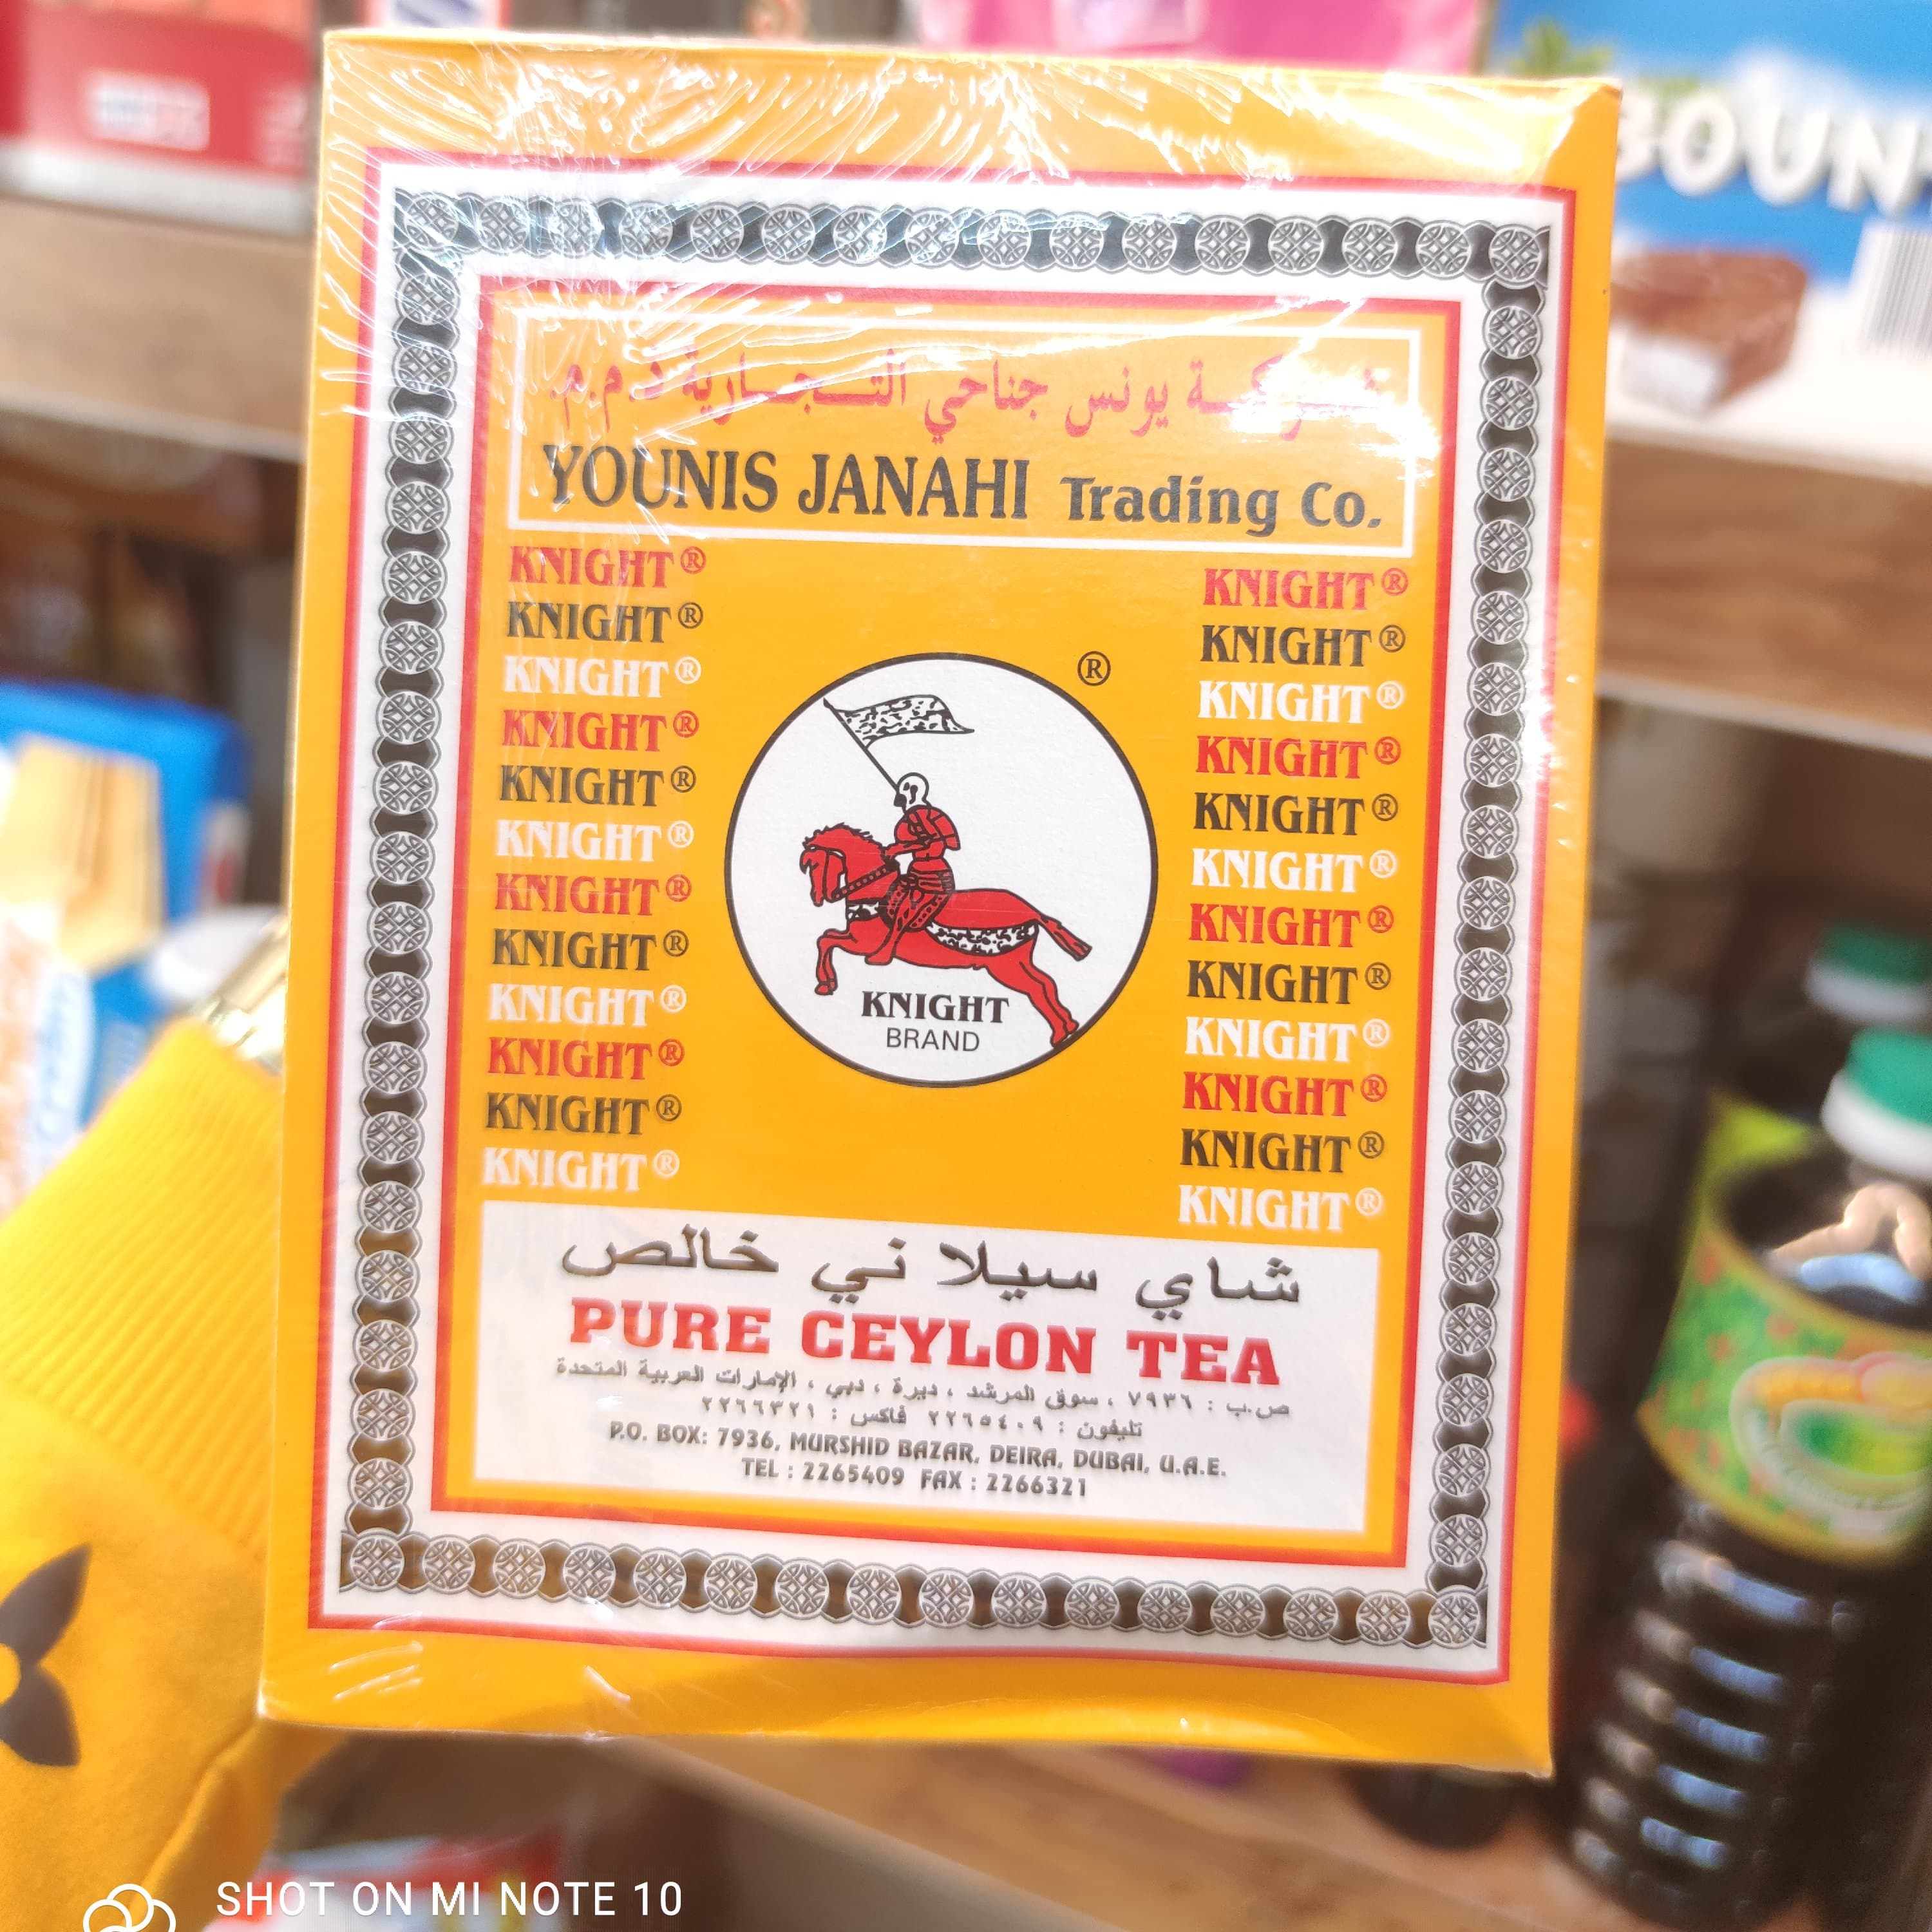 BOUN
شركة يونس جناحي التجارية ذ.م.م.
YOUNIS JANAHI Trading Co.
KNIGHT® KNIGHT®
KNIGHT® KNIGHT®
KNIGHT® KNIGHT®
KNIGHT® KNIGHT®
KNIGHT® KNIGHT®
KNIGHT® KNIGHT®
KNIGHT® KNIGHT®
KNIGHT® KNIGHT®
KNIGHT® KNIGHT®
KNIGHT® KNIGHT®
KNIGHT® KNIGHT®
KNIGHT® KNIGHT®
®
KNIGHT
BRAND
شاي سيلاني خالص
PURE CEYLON TEA
ص.ب : ٧٩٣٦ ، سوق المرشد ، ديرة ، دبي ، الإمارات العربية المتحدة
تليفون : ٢٢٦٥٤٠٩ فاكس : ٢٢٦٦٣٢١
P.O. BOX: 7936, MURSHID BAZAR, DEIRA, DUBAI, U.A.E.
TEL : 2265409 FAX : 2266321
SHOT ON MI NOTE 10